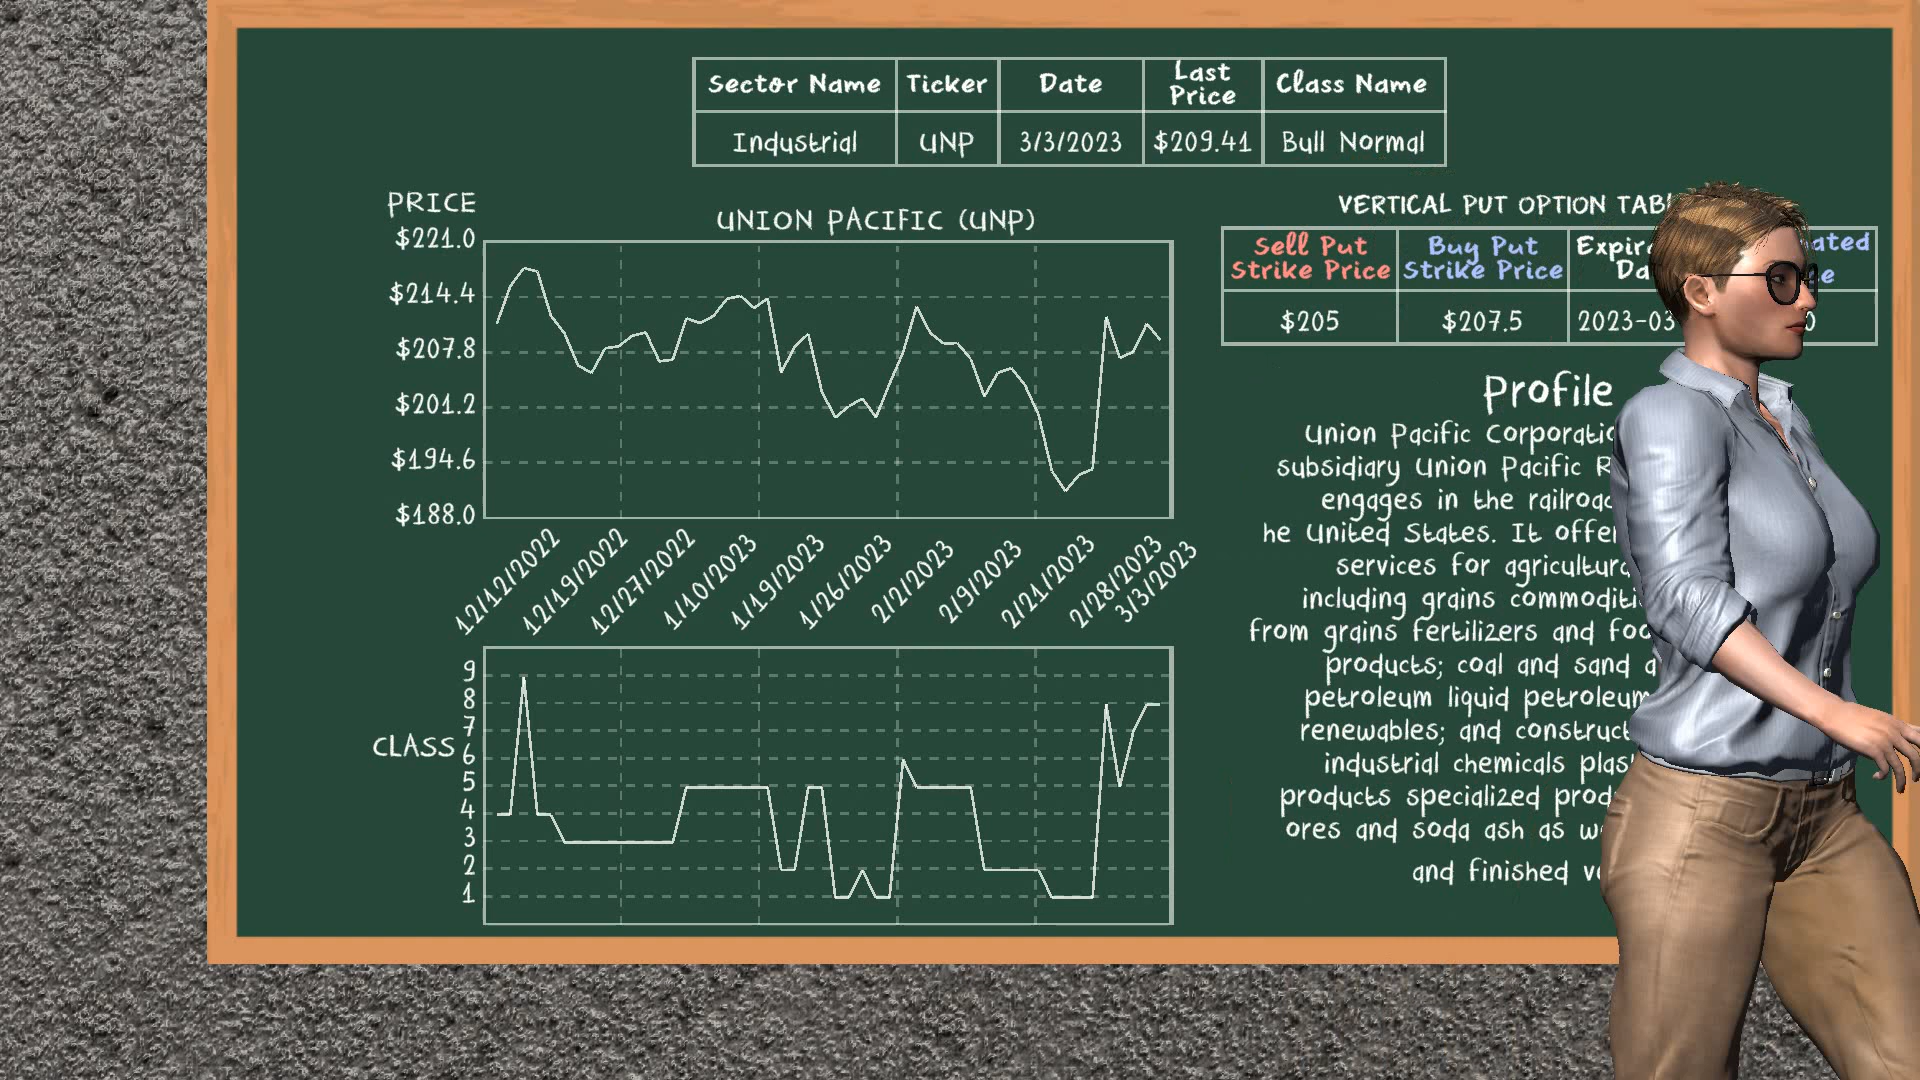 Sector Name Ticker Date Last Price Class Name
Industrial UNP 3/3/2023 $209.41 Bull Normal
PRICE
UNION PACIFIC (UNP)
$221.0
$214.4
$207.8
$201.2
$194.6
$188.0
12/12/2022 12/19/2022 12/27/2022 1/10/2023 1/19/2023 1/26/2023 2/2/2023 2/9/2023 2/21/2023 2/28/2023 3/3/2023
CLASS
9
8
7
6
5
4
3
2
1
VERTICAL PUT OPTION
Sell Put Strike Price Buy Put Strike Price
$205 $207.5 2023-03
Profile
Union Pacific
subsidiary Union Pacific
engages in the
he United States. It
services for
including grains
from grains fertilizers and
products; coal and sand
petroleum liquid petroleum
renewables; and
industrial chemicals
products specialized
ores and soda ash as
and finished